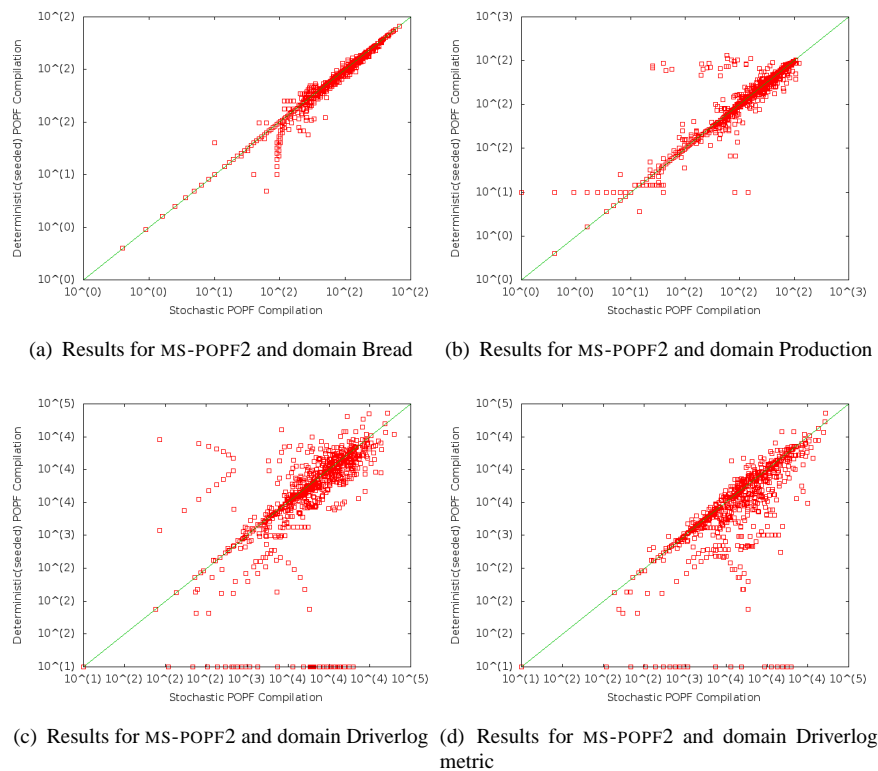 10^(2)
10^(2)
10^(2)
10^(1)
10^(0)
10^(0)
Deterministic(seeded) POPF Compilation
10^(0) 10^(0) 10^(1) 10^(2) 10^(2) 10^(2)
Stochastic POPF Compilation
(a) Results for MS-POPF2 and domain Bread
10^(3)
10^(2)
10^(2)
10^(2)
10^(1)
10^(0)
10^(0)
Deterministic(seeded) POPF Compilation
10^(0) 10^(0) 10^(1) 10^(2) 10^(2) 10^(2) 10^(3)
Stochastic POPF Compilation
(b) Results for MS-POPF2 and domain Production
10^(5)
10^(4)
10^(4)
10^(4)
10^(3)
10^(2)
10^(2)
10^(2)
10^(1)
Deterministic(seeded) POPF Compilation
10^(1) 10^(2) 10^(2) 10^(2) 10^(3) 10^(4) 10^(4) 10^(4) 10^(5)
Stochastic POPF Compilation
(c) Results for MS-POPF2 and domain Driverlog
10^(5)
10^(4)
10^(4)
10^(4)
10^(3)
10^(2)
10^(2)
10^(2)
10^(1)
Deterministic(seeded) POPF Compilation
10^(1) 10^(2) 10^(2) 10^(2) 10^(3) 10^(4) 10^(4) 10^(4) 10^(5)
Stochastic POPF Compilation
(d) Results for MS-POPF2 and domain Driverlog
metric